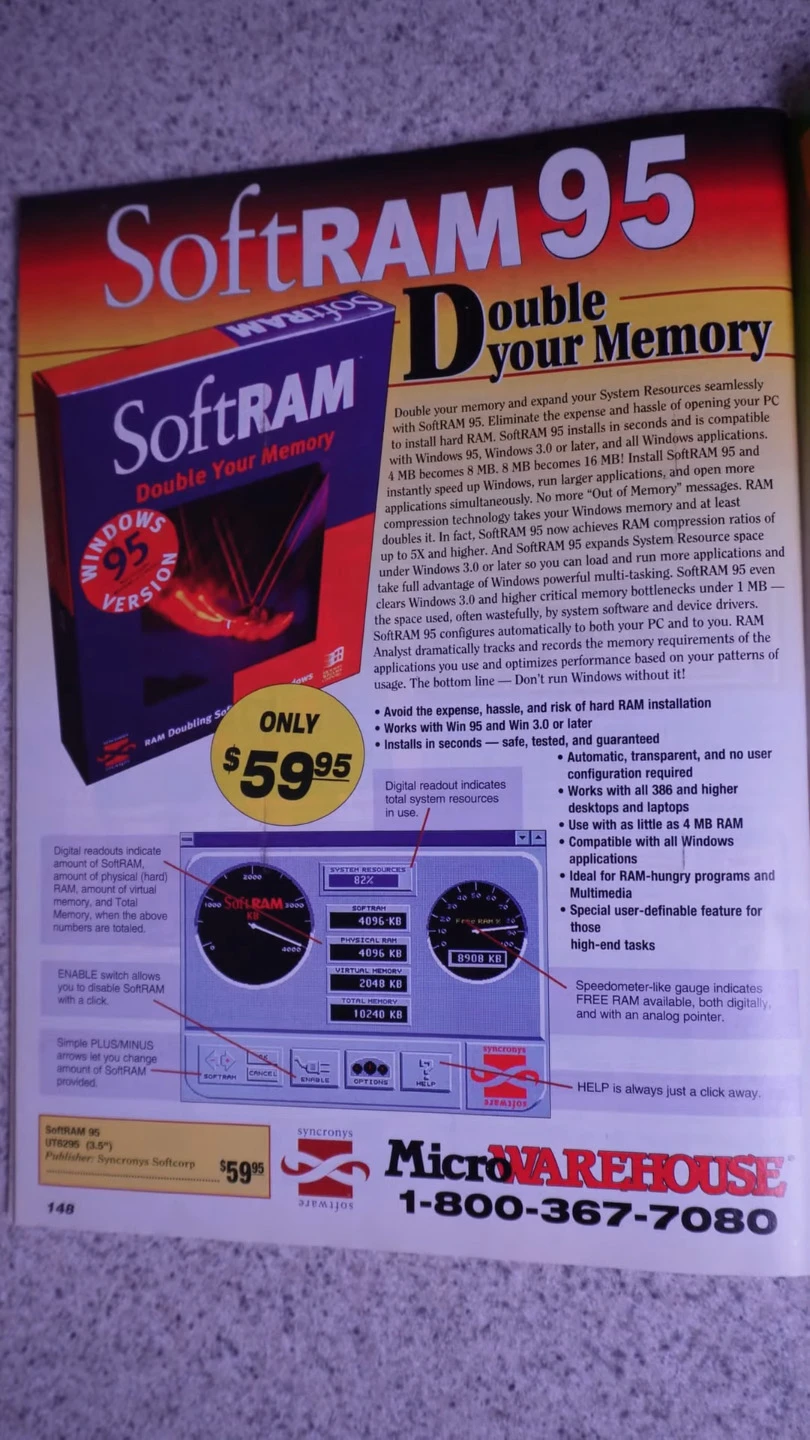 SoftRAM 95
Double
your Memory
SoftRAM
SoftRAM
Double Your Memory
WINDOWS
95
VERSION
RAM Doubling
Double your memory and expand your System Resources seamlessly
with SoftRAM 95. Eliminate the expense and hassle of opening your PC
to install hard RAM. SoftRAM 95 installs in seconds and is compatible
with Windows 95, Windows 3.0 or later, and all Windows applications.
4 MB becomes 8 MB. 8 MB becomes 16 MB! Install SoftRAM 95 and
instantly speed up Windows, run larger applications, and open more
applications simultaneously. No more “Out of Memory” messages. RAM
compression technology takes your Windows memory and at least
doubles it. In fact, SoftRAM 95 now achieves RAM compression ratios of
up to 5X and higher. And SoftRAM 95 expands System Resource space
under Windows 3.0 or later so you can load and run more applications and
take full advantage of Windows powerful multi-tasking. SoftRAM 95 even
clears Windows 3.0 and higher critical memory bottlenecks under 1 MB —
the space used, often wastefully, by system software and device drivers.
SoftRAM 95 configures automatically to both your PC and to you. RAM
Analyst dramatically tracks and records the memory requirements of the
applications you use and optimizes performance based on your patterns of
usage. The bottom line — Don't run Windows without it!
ONLY
$59.95
• Avoid the expense, hassle, and risk of hard RAM installation
• Works with Win 95 and Win 3.0 or later
• Installs in seconds — safe, tested, and guaranteed
• Automatic, transparent, and no user
configuration required
• Works with all 386 and higher
desktops and laptops
• Use with as little as 4 MB RAM
• Compatible with all Windows
applications
• Ideal for RAM-hungry programs and
Multimedia
• Special user-definable feature for
those
high-end tasks
Digital readout indicates
total system resources
in use.
Digital readouts indicate
amount of SoftRAM,
amount of physical (hard)
RAM, amount of virtual
memory, and Total
Memory, when the above
numbers are totaled.
ENABLE switch allows
you to disable SoftRAM
with a click.
Simple PLUS/MINUS
arrows let you change
amount of SoftRAM
provided.
2000
1000 SoftRAM 3000
KB
0 4000
SYSTEM RESOURCES
82%
SOFTRAM
4096 KB
PHYSICAL RAM
4096 KB
VIRTUAL MEMORY
2048 KB
TOTAL MEMORY
10240 KB
Free RAM %
8908 KB
SOFTRAM
CANCEL
ENABLE
OPTIONS
HELP
syncronys
software
Speedometer-like gauge indicates
FREE RAM available, both digitally,
and with an analog pointer.
HELP is always just a click away.
SoftRAM 95
UT6295 (3.5")
Publisher: Syncronys Softcorp
$59.95
syncronys
software
MicroWAREHOUSE®
1-800-367-7080
148